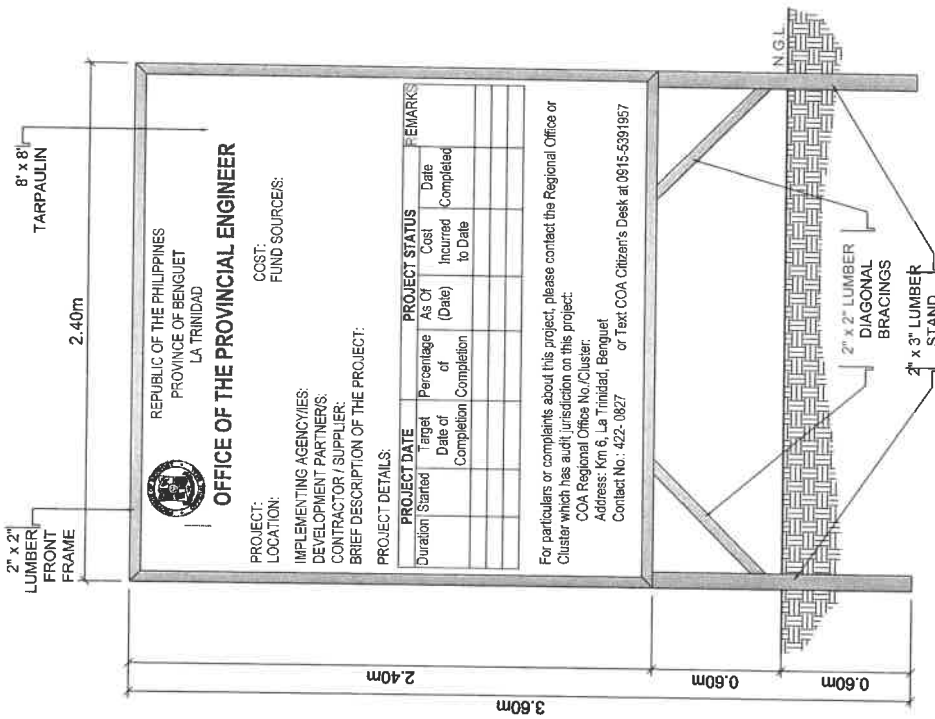 2" x 2"
LUMBER
FRONT
FRAME
8' x 8'
TARPAULIN
2.40m
REPUBLIC OF THE PHILIPPINES
PROVINCE OF BENGUET
LA TRINIDAD
OFFICE OF THE PROVINCIAL ENGINEER
PROJECT:
LOCATION:
COST:
FUND SOURCE/S:
IMPLEMENTING AGENCY/IES:
DEVELOPMENT PARTNER/S:
CONTRACTOR / SUPPLIER:
BRIEF DESCRIPTION OF THE PROJECT:
PROJECT DETAILS:
PROJECT DATE PROJECT STATUS REMARKS
Duration Started Target Date of Completion Percentage of Completion As Of (Date) Cost Incurred to Date Date Completed
For particulars or complaints about this project, please contact the Regional Office or
Cluster which has audit jurisdiction on this project:
COA Regional Office No./Cluster:
Address: Km 6, La Trinidad, Benguet
Contact No.: 422- 0827 or Text COA Citizen's Desk at 0915-5391957
2.40m
3.60m
0.60m
0.60m
N.G.L.
2" x 2" LUMBER
DIAGONAL
BRACINGS
2" x 3" LUMBER
STAND